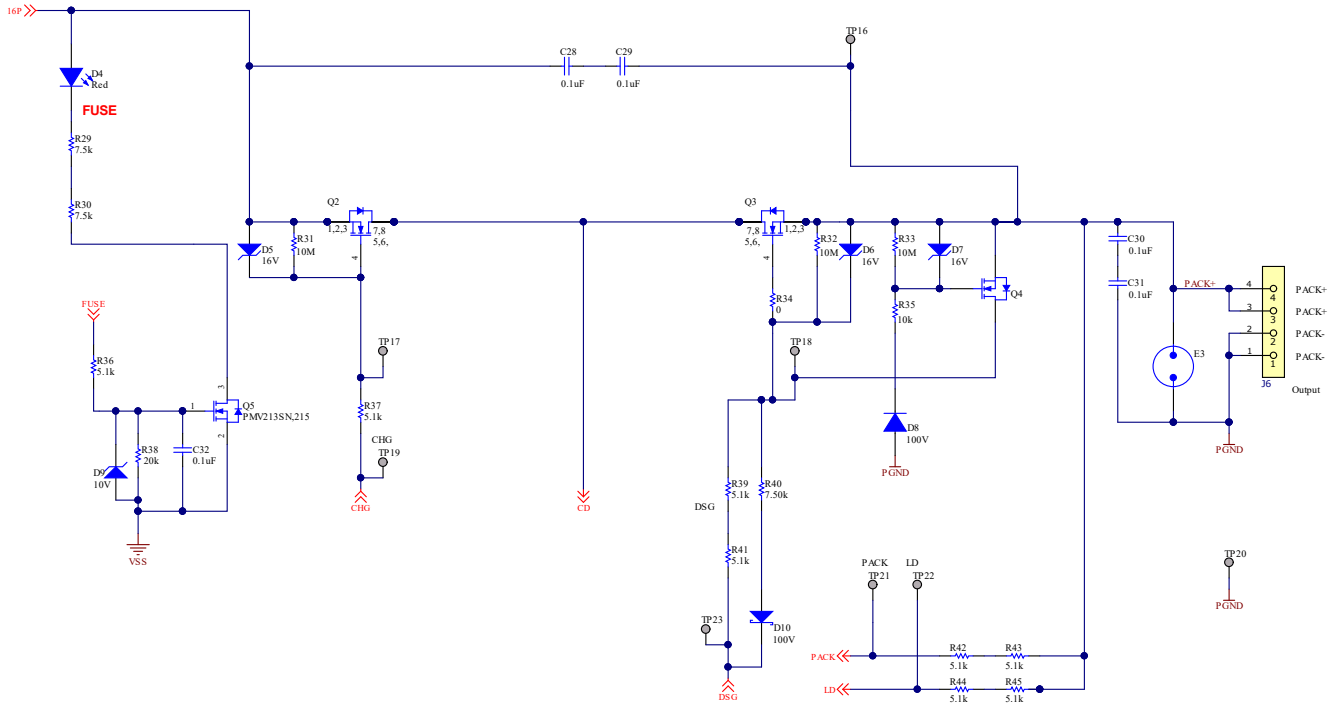 16P
TP16
C28
C29
0.1uF
0.1uF
D4
Red
FUSE
R29
7.5k
R30
7.5k
Q2
1,2,3
7,8
5,6,
4
D5
16V
R31
10M
Q3
7,8
5,6,
1,2,3
4
R32
10M
D6
16V
R33
10M
D7
16V
Q4
R34
0
R35
10k
C30
0.1uF
C31
0.1uF
PACK+
4
4
3
3
2
2
1
1
PACK+
PACK+
PACK-
PACK-
J6
Output
E3
PGND
FUSE
R36
5.1k
TP17
TP18
3
1
2
Q5
PMV213SN,215
R37
5.1k
D8
100V
PGND
D9
10V
R38
20k
C32
0.1uF
VSS
CHG
TP19
CHG
CD
R39
5.1k
R40
7.50k
DSG
R41
5.1k
TP23
D10
100V
DSG
PACK
TP21
LD
TP22
TP20
PGND
PACK
R42
5.1k
R43
5.1k
LD
R44
5.1k
R45
5.1k